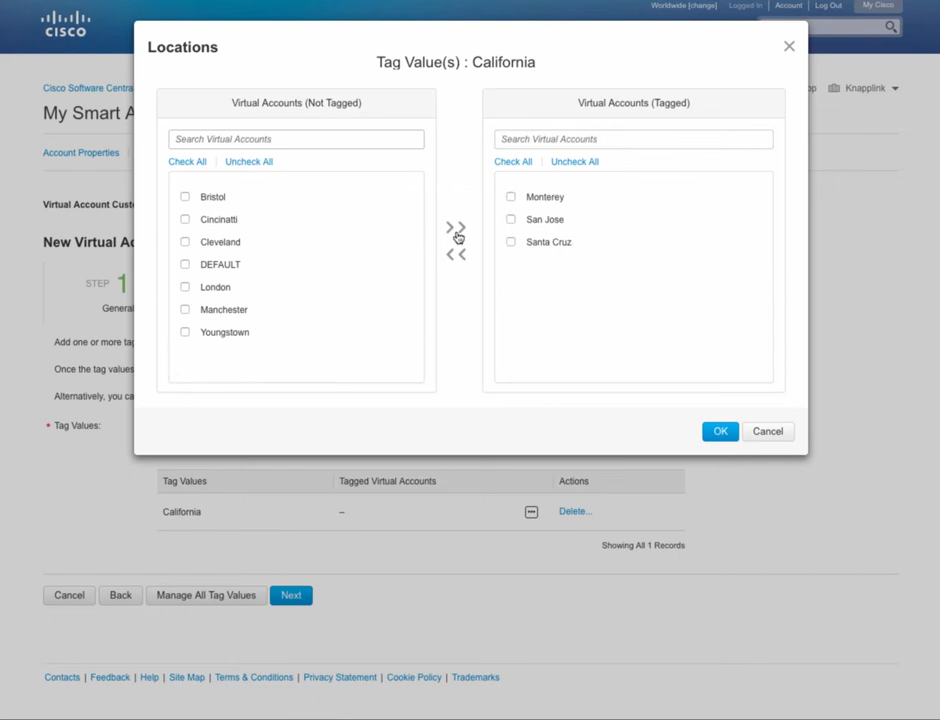 Worldwide [change] Logged In | Account | Log Out | My Cisco
CISCO
Locations
Tag Value(s) : California
Cisco Software Centra
Knapplink
My Smart A
Account Properties
Virtual Accounts (Not Tagged)
Search Virtual Accounts
Check All | Uncheck All
Bristol
Cincinatti
Cleveland
DEFAULT
London
Manchester
Youngstown
Virtual Accounts (Tagged)
Search Virtual Accounts
Check All | Uncheck All
Monterey
San Jose
Santa Cruz
OK
Cancel
Virtual Account Cust
New Virtual Ac
STEP 1
General
Add one or more tag
Once the tag values
Alternatively, you ca
* Tag Values:
Tag Values Tagged Virtual Accounts Actions
California – Delete...
Showing All 1 Records
Cancel Back Manage All Tag Values Next
Contacts | Feedback | Help | Site Map | Terms & Conditions | Privacy Statement | Cookie Policy | Trademarks